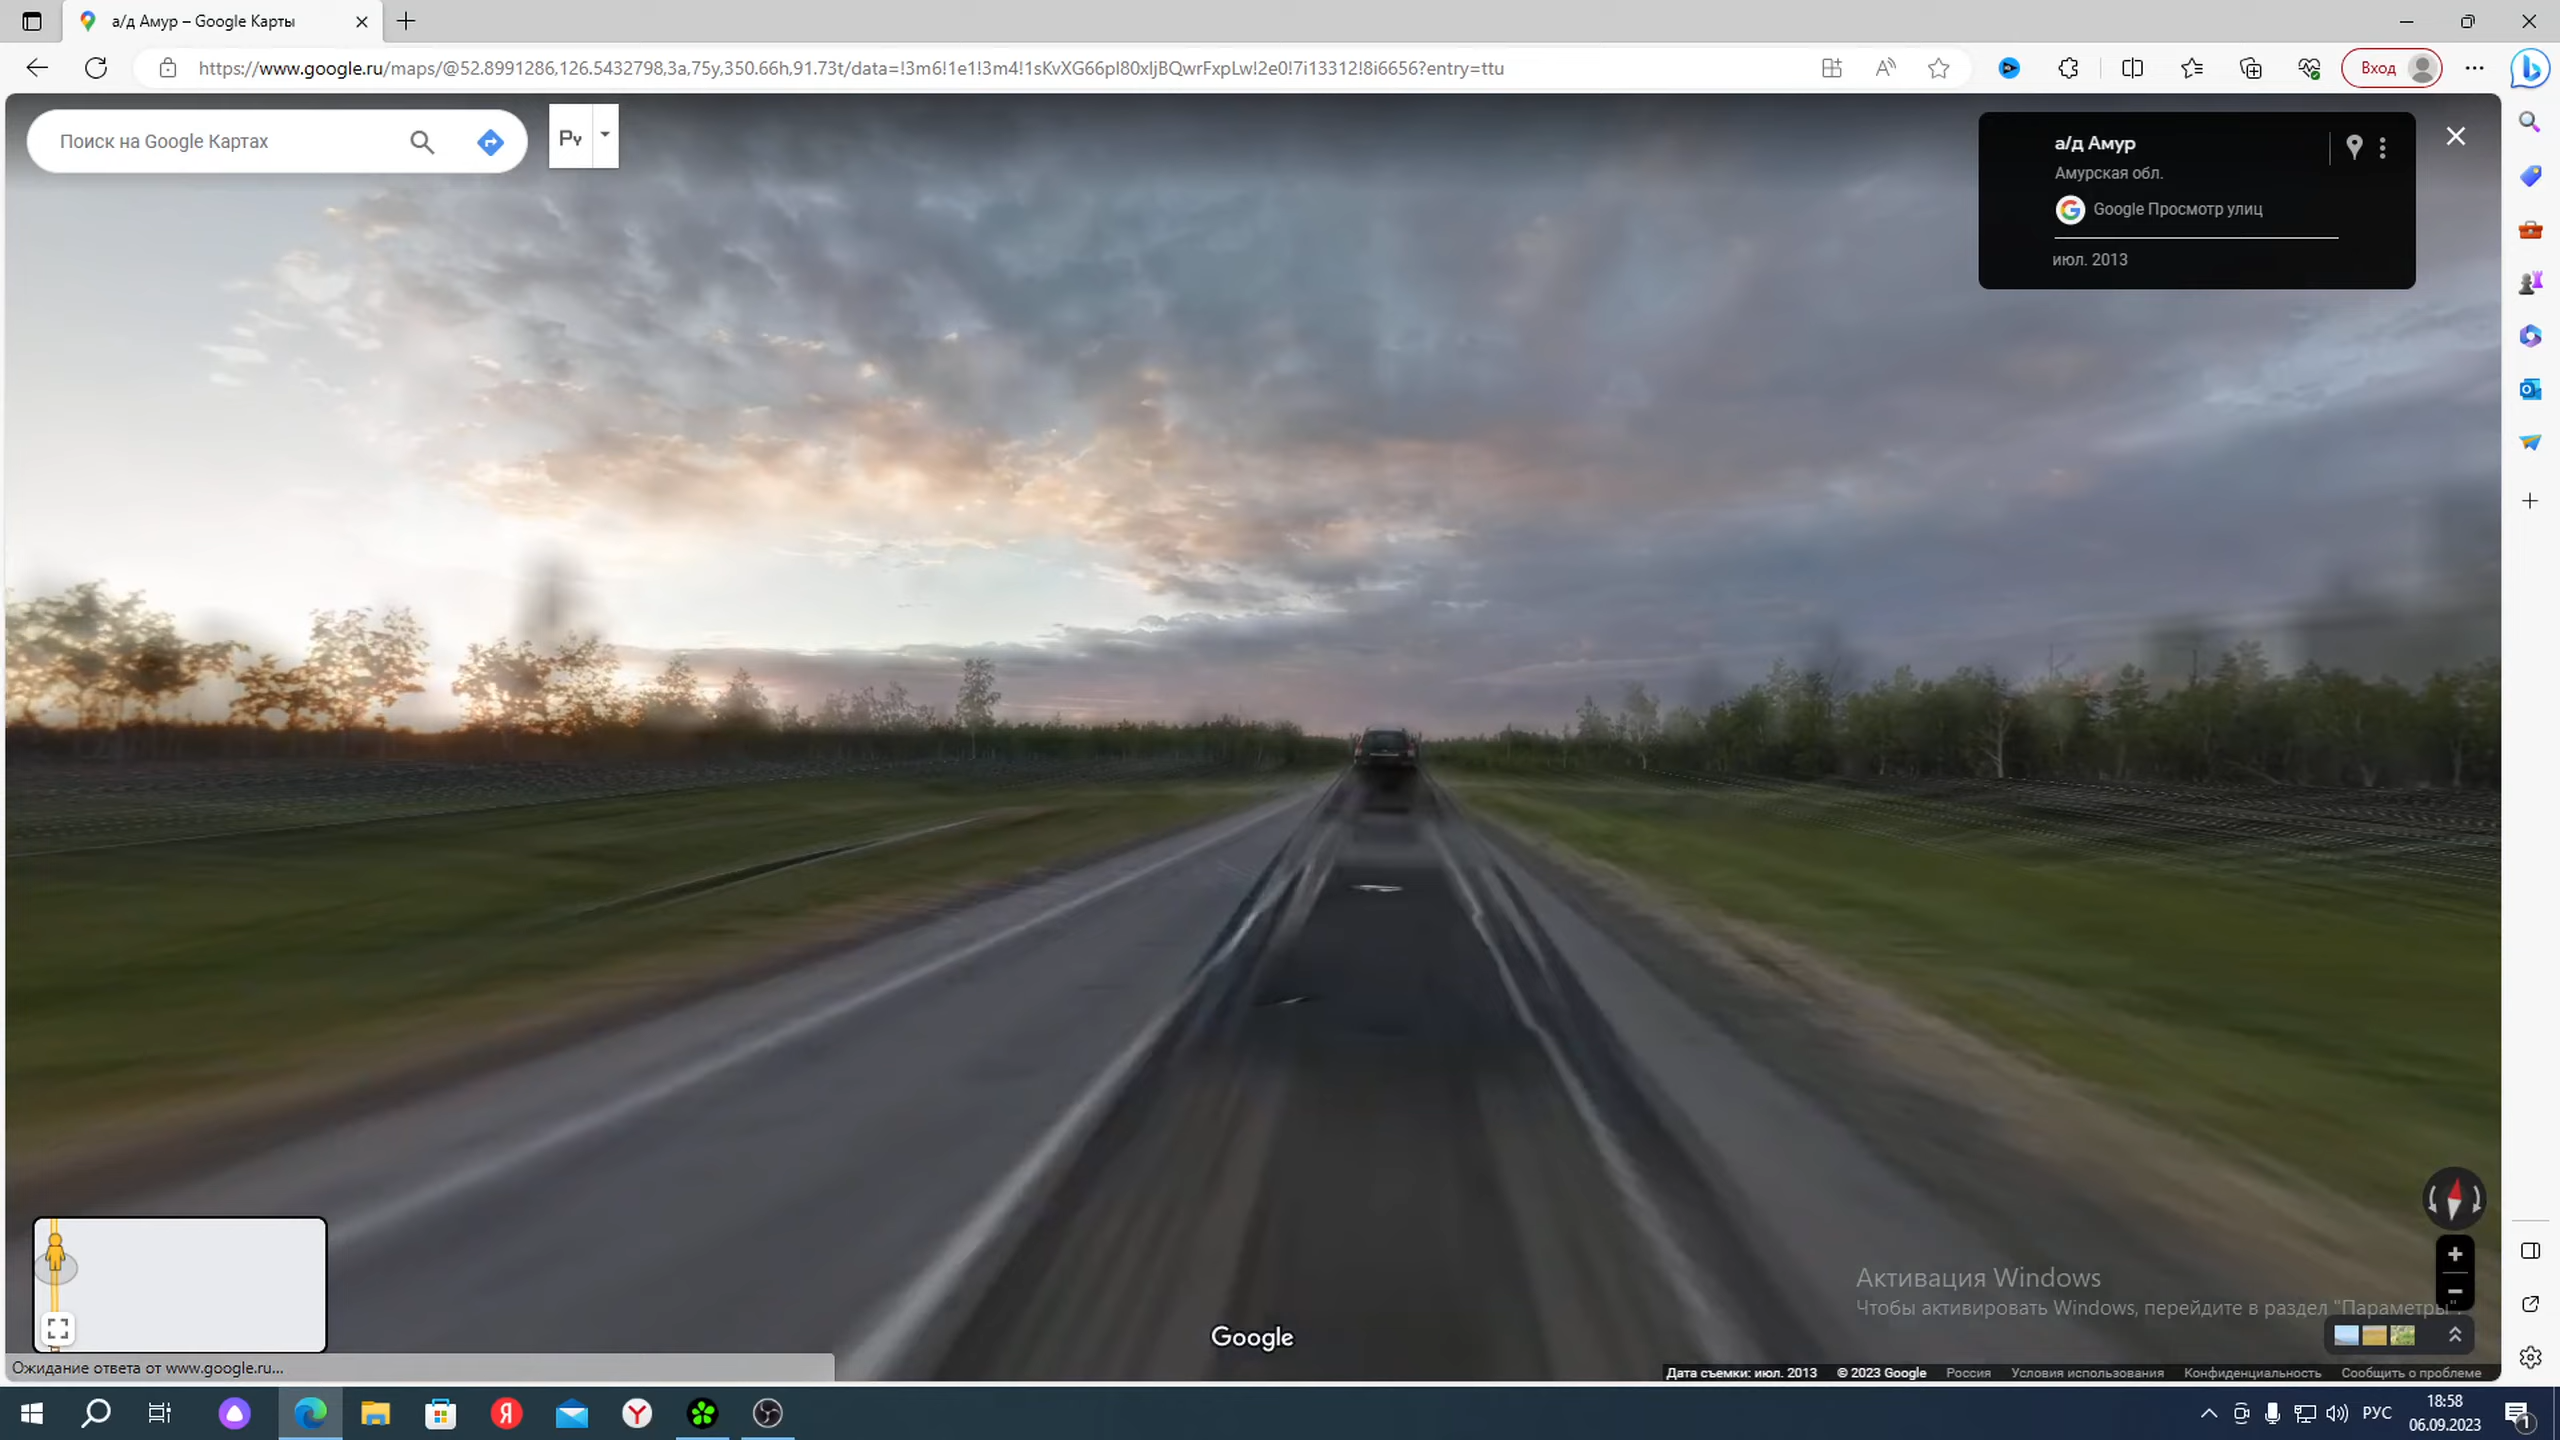 а/д Амур – Google Карты
https://www.google.ru/maps/@52.8991286,126.5432798,3a,75y,350.66h,91.73t/data=!3m6!1e1!3m4!1sKvXG66pI80xIjBQwrFxpLw!2e0!7i13312!8i6656?entry=ttu
Вход
Поиск на Google Картах
Ру
а/д Амур
Амурская обл.
Google Просмотр улиц
июл. 2013
Активация Windows
Чтобы активировать Windows, перейдите в раздел "Параметры"
Google
Ожидание ответа от www.google.ru...
Дата съемки: июл. 2013 © 2023 Google Россия Условия использования Конфиденциальность Сообщить о проблеме
РУС
18:58
06.09.2023
1